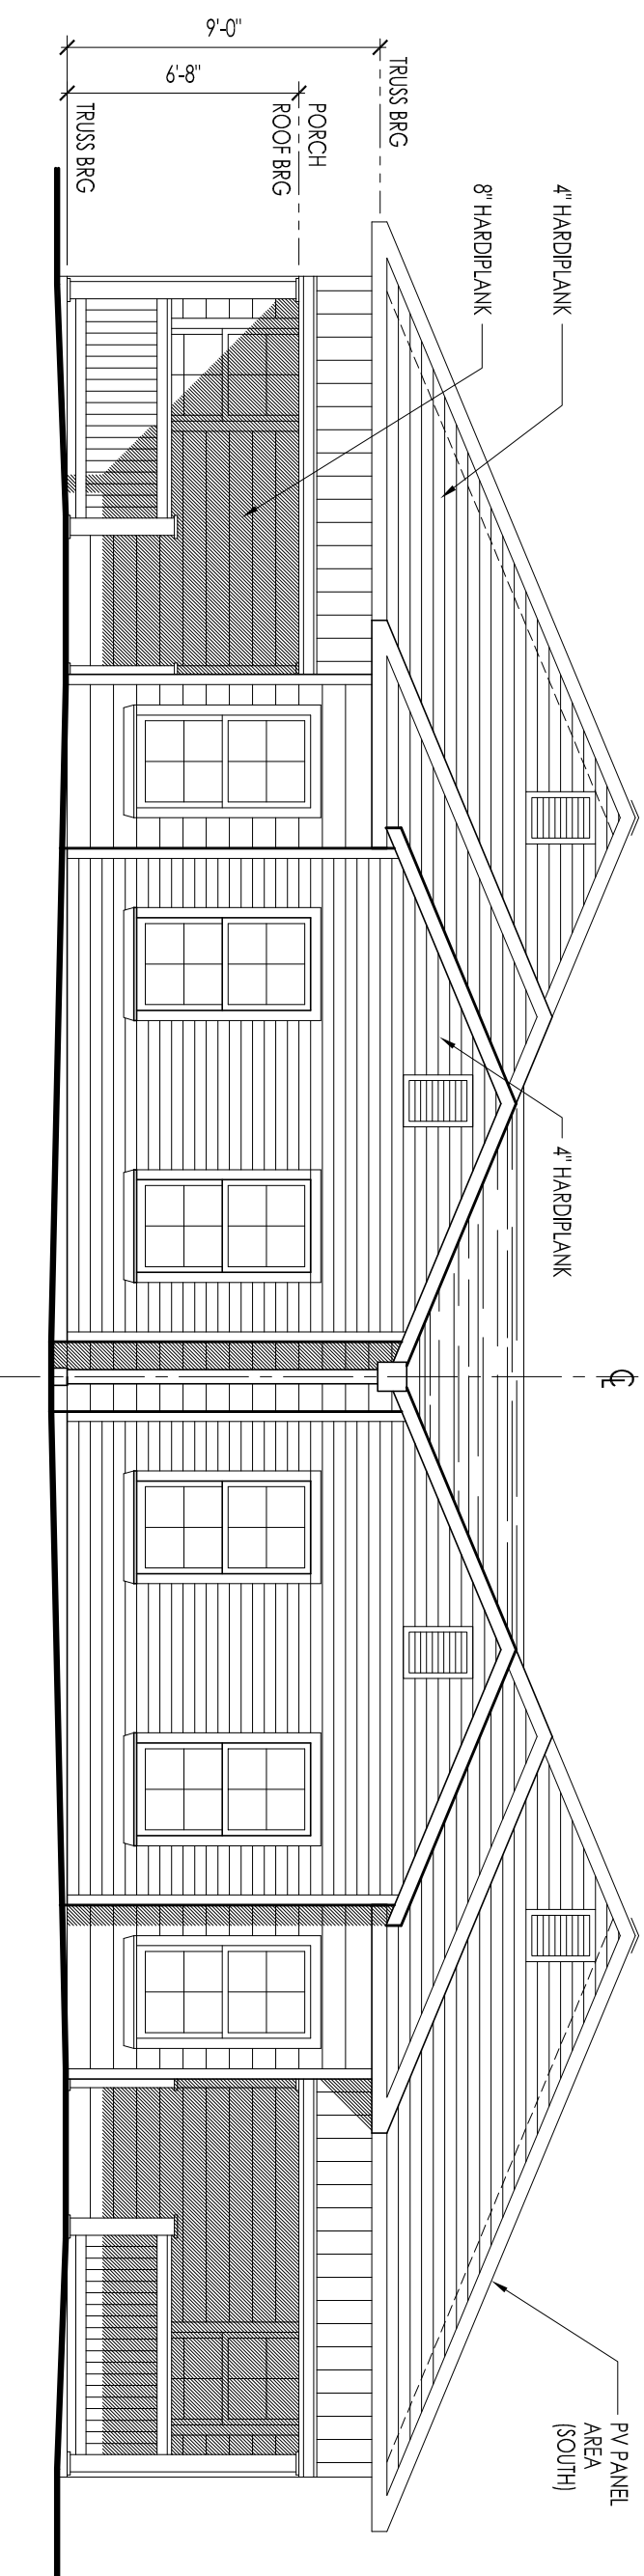 9'-0"
6'-8"
TRUSS BRG
PORCH
ROOF BRG
TRUSS BRG
4" HARDIPLANK
8" HARDIPLANK
4" HARDIPLANK
℄
PV PANEL
AREA
(SOUTH)